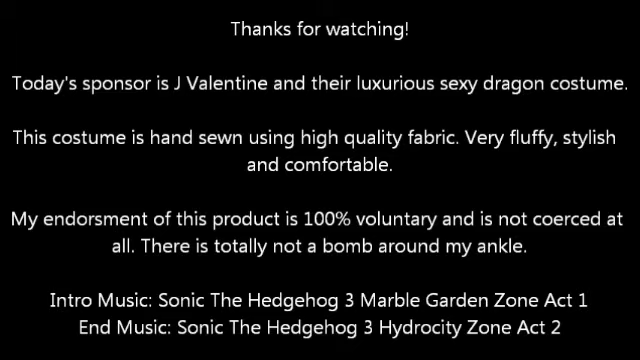 Thanks for watching!
Today's sponsor is J Valentine and their luxurious sexy dragon costume.
This costume is hand sewn using high quality fabric. Very fluffy, stylish
and comfortable.
My endorsment of this product is 100% voluntary and is not coerced at
all. There is totally not a bomb around my ankle.
Intro Music: Sonic The Hedgehog 3 Marble Garden Zone Act 1
End Music: Sonic The Hedgehog 3 Hydrocity Zone Act 2